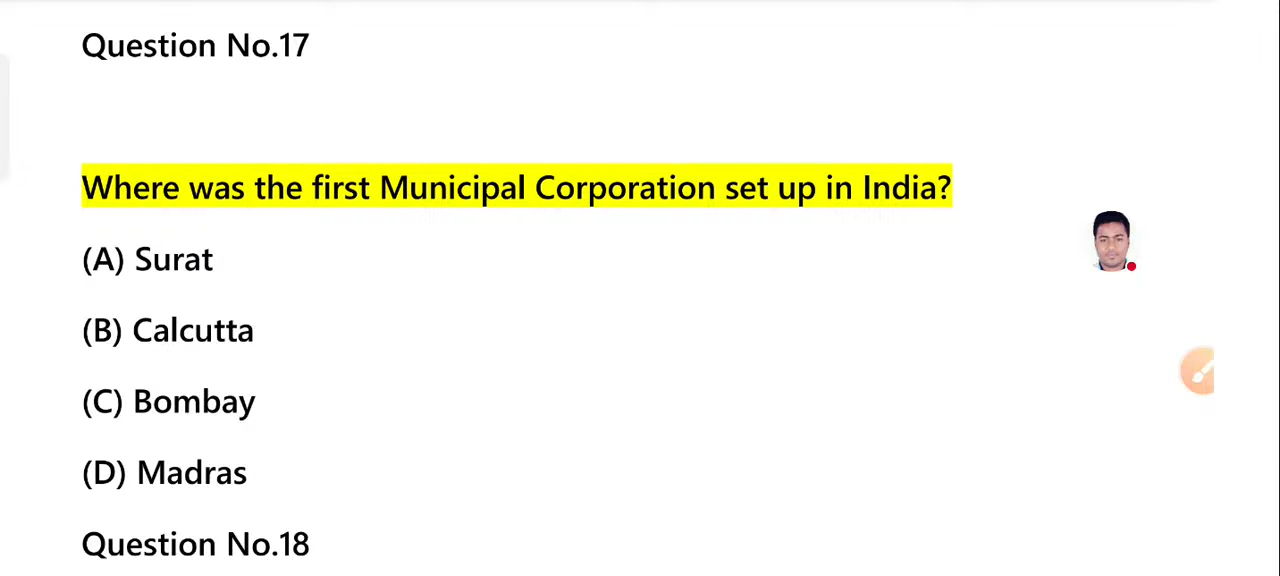 Question No.17
Where was the first Municipal Corporation set up in India?
(A) Surat
(B) Calcutta
(C) Bombay
(D) Madras
Question No.18